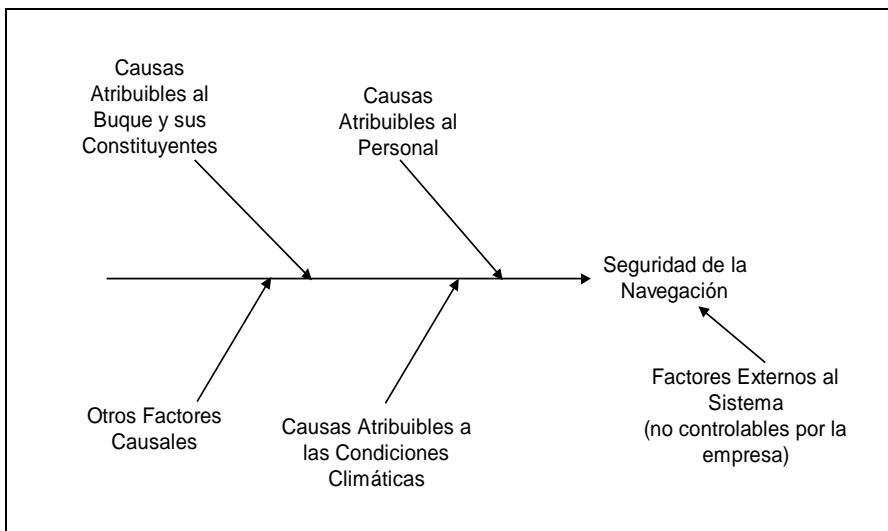 Causas
Atribuibles al
Buque y sus
Constituyentes
Causas
Atribuibles al
Personal
Seguridad de la
Navegación
Otros Factores
Causales
Causas Atribuibles a
las Condiciones
Climáticas
Factores Externos al
Sistema
(no controlables por la
empresa)